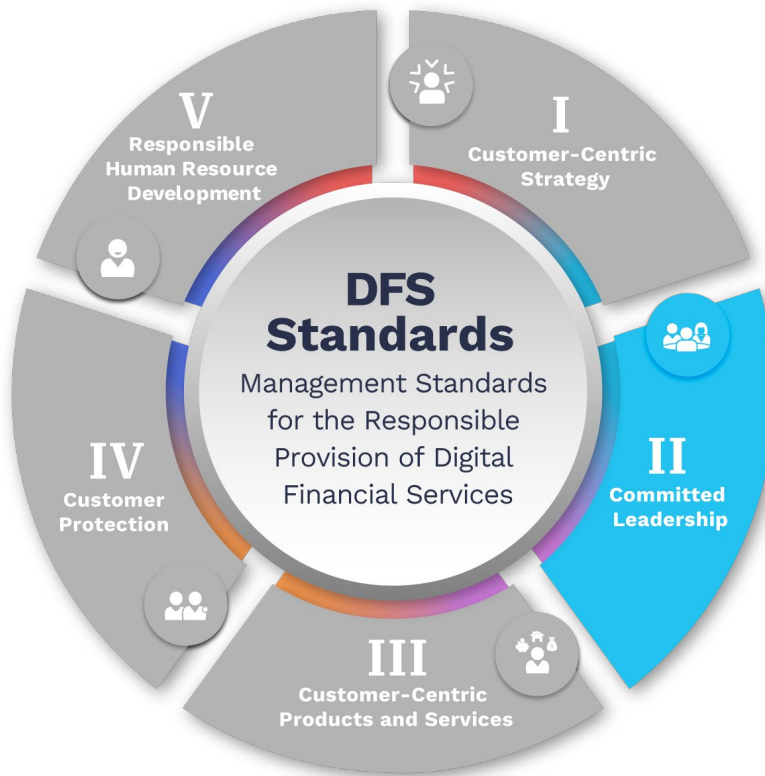 DFS
Standards
Management Standards
for the Responsible
Provision of Digital
Financial Services
I
Customer-Centric
Strategy
II
Committed
Leadership
III
Customer-Centric
Products and Services
IV
Customer
Protection
V
Responsible
Human Resource
Development